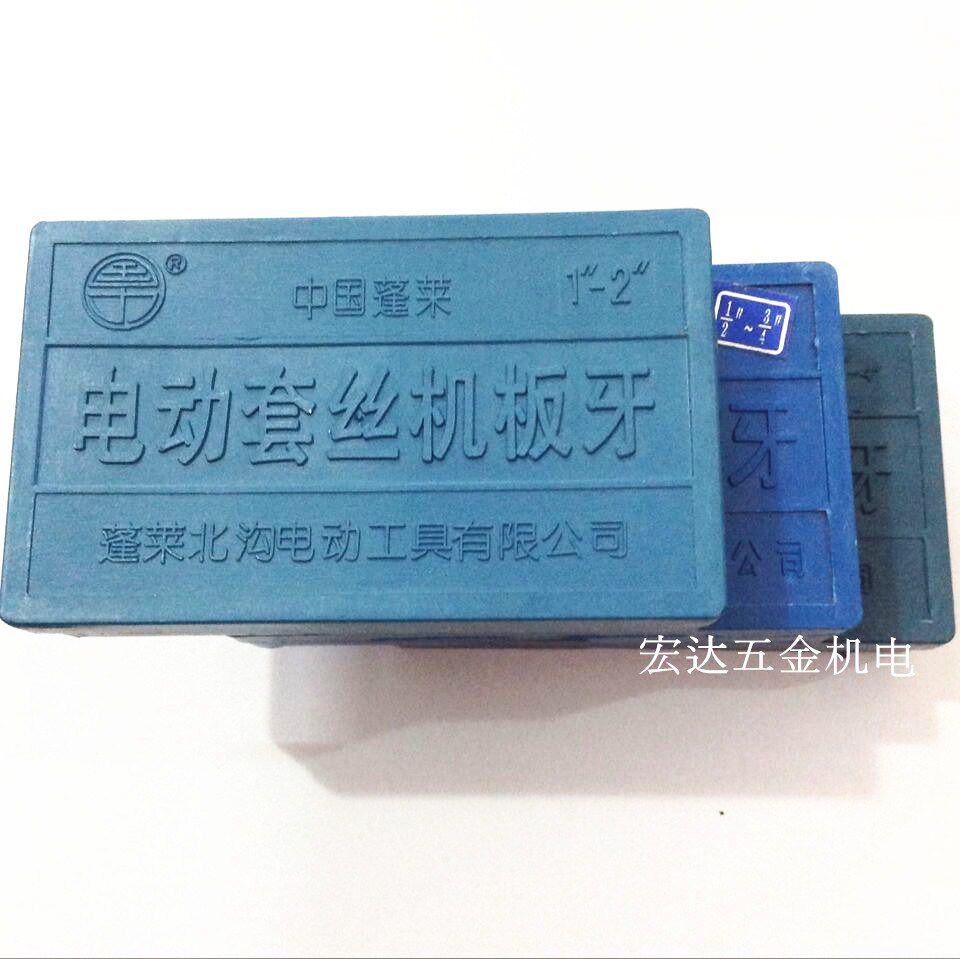 ®
中国蓬莱 1"-2"
电动套丝机板牙
蓬莱北沟电动工具有限公司
1/2" ~ 3/4"
牙
公司
司
宏达五金机电